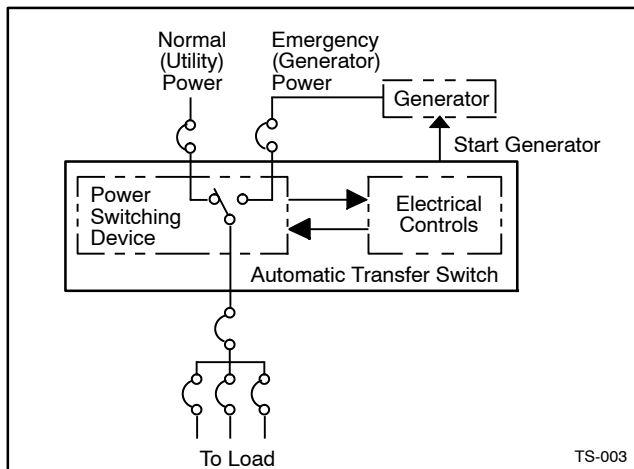 Normal
(Utility)
Power
Emergency
(Generator)
Power
Generator
Start Generator
Power
Switching
Device
Electrical
Controls
Automatic Transfer Switch
To Load
TS-003